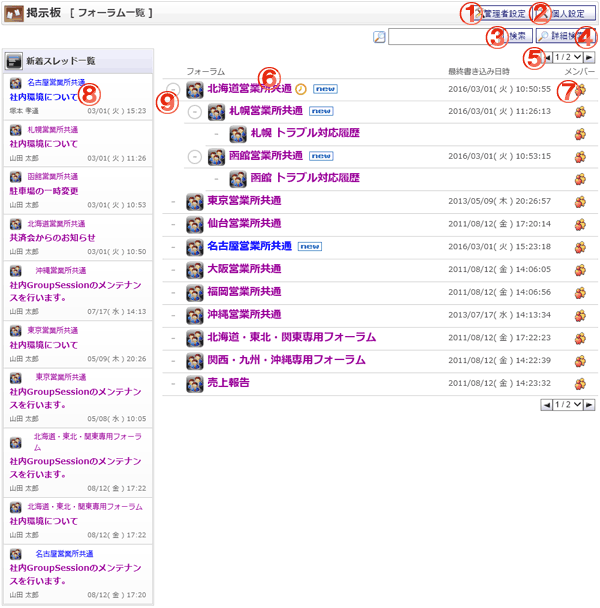 掲示板 [ フォーラム一覧 ]
① 管理者設定 ② 個人設定
③ 検索 詳細検索 ④
⑤ 1 / 2
新着スレッド一覧
名古屋営業所共通
社内環境について ⑧
塚本 孝道 03/01( 火 ) 15:23
札幌営業所共通
社内環境について
山田 太郎 03/01( 火 ) 11:26
函館営業所共通
駐車場の一時変更
山田 太郎 03/01( 火 ) 10:53
北海道営業所共通
共済会からのお知らせ
山田 太郎 03/01( 火 ) 10:50
沖縄営業所共通
社内GroupSessionのメンテナン
スを行います。
山田 太郎 07/17( 水 ) 14:13
東京営業所共通
社内環境について
山田 太郎 05/09( 木 ) 20:26
東京営業所共通
社内GroupSessionのメンテナン
スを行います。
山田 太郎 05/08( 水 ) 10:05
北海道・東北・関東専用フォーラ
ム
社内GroupSessionのメンテナン
スを行います。
山田 太郎 08/12( 金 ) 17:22
北海道・東北・関東専用フォーラム
社内環境について
山田 太郎 08/12( 金 ) 17:22
名古屋営業所共通
社内GroupSessionのメンテナン
スを行います。
山田 太郎 08/12( 金 ) 17:20
フォーラム ⑥ 最終書き込み日時 メンバー
⑨ 北海道営業所共通 new 2016/03/01( 火 ) 10:50:55 ⑦
札幌営業所共通 new 2016/03/01( 火 ) 11:26:13
- 札幌 トラブル対応履歴
函館営業所共通 new 2016/03/01( 火 ) 10:53:15
- 函館 トラブル対応履歴
- 東京営業所共通 2013/05/09( 木 ) 20:26:57
- 仙台営業所共通 2011/08/12( 金 ) 17:20:14
- 名古屋営業所共通 new 2016/03/01( 火 ) 15:23:18
- 大阪営業所共通 2011/08/12( 金 ) 14:06:05
- 福岡営業所共通 2011/08/12( 金 ) 14:06:56
- 沖縄営業所共通 2013/07/17( 水 ) 14:13:34
- 北海道・東北・関東専用フォーラム 2011/08/12( 金 ) 17:22:23
- 関西・九州・沖縄専用フォーラム 2011/08/12( 金 ) 14:22:39
- 売上報告 2011/08/12( 金 ) 14:23:32
1 / 2